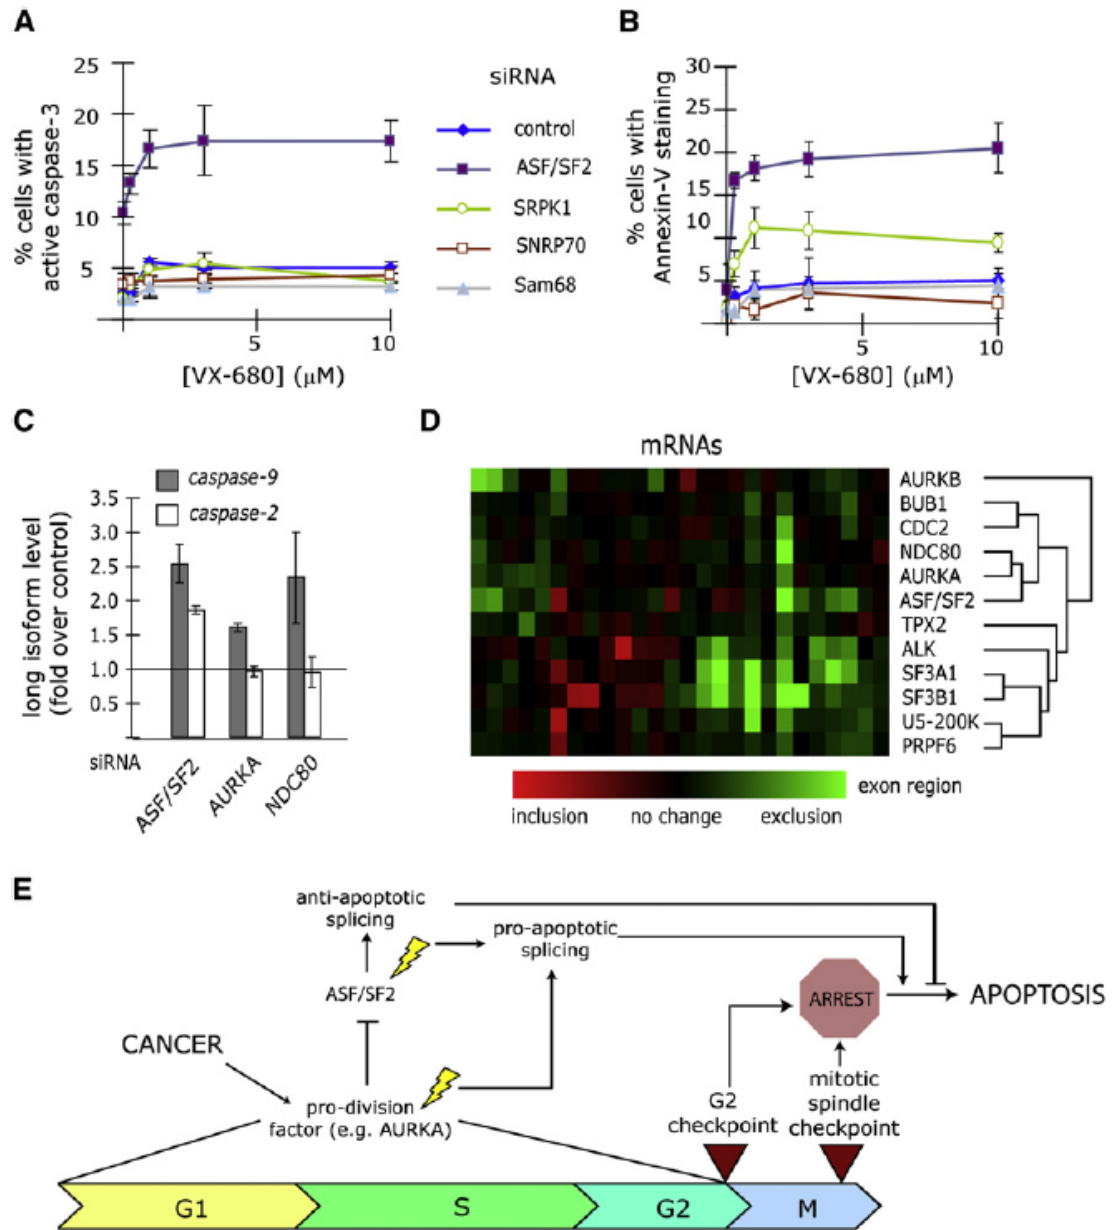 A
25
20
15
10
5
% cells with
active caspase-3
5
10
[VX-680] (μM)
siRNA
control
ASF/SF2
SRPK1
SNRP70
Sam68
B
30
25
20
15
10
5
% cells with
Annexin-V staining
5
10
[VX-680] (μM)
C
caspase-9
caspase-2
3.5
3.0
2.5
2.0
1.5
1.0
0.5
long isoform level
(fold over control)
siRNA
ASF/SF2
AURKA
NDC80
D
mRNAs
AURKB
BUB1
CDC2
NDC80
AURKA
ASF/SF2
TPX2
ALK
SF3A1
SF3B1
U5-200K
PRPF6
exon region
inclusion
no change
exclusion
E
anti-apoptotic
splicing
pro-apoptotic
splicing
ASF/SF2
ARREST
APOPTOSIS
CANCER
pro-division
factor (e.g. AURKA)
G2
checkpoint
mitotic
spindle
checkpoint
G1
S
G2
M